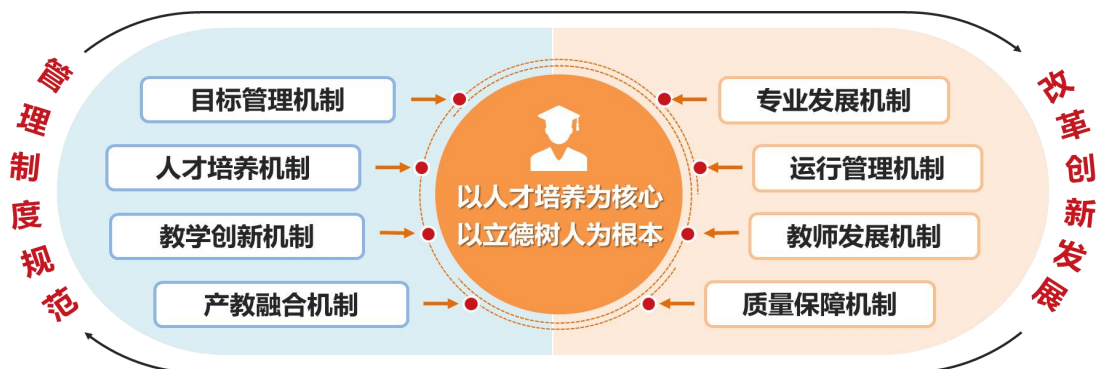 管理制度规范
目标管理机制
人才培养机制
教学创新机制
产教融合机制
以人才培养为核心
以立德树人为根本
专业发展机制
运行管理机制
教师发展机制
质量保障机制
改革创新发展